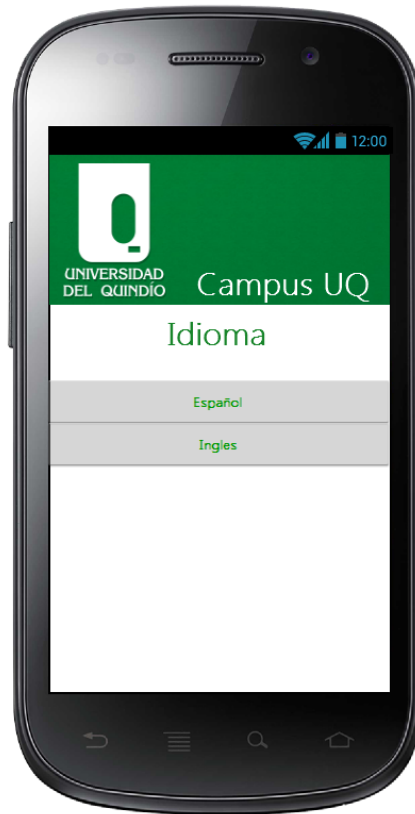 12:00
UNIVERSIDAD
DEL QUINDÍO
Campus UQ
Idioma
Español
Ingles